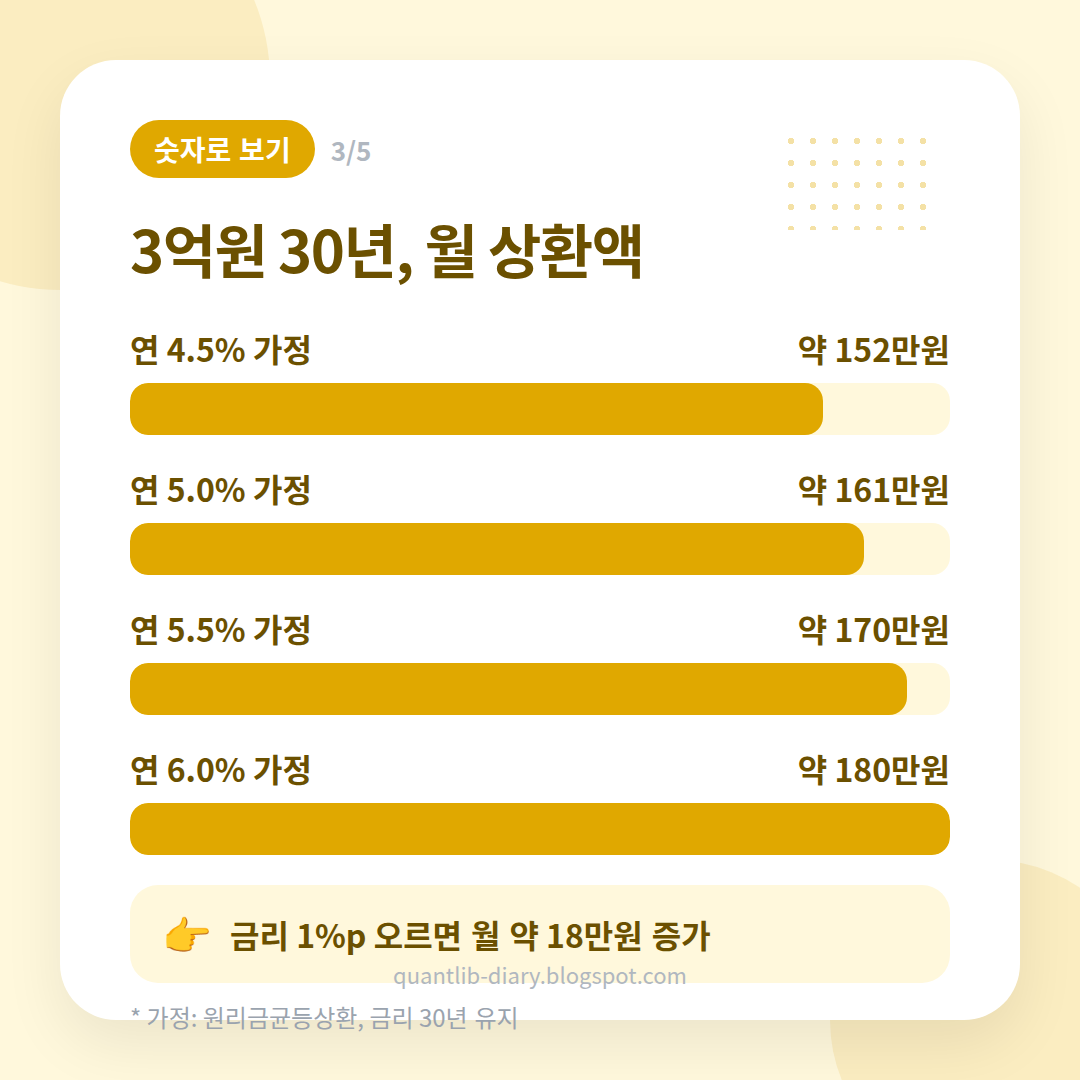 숫자로 보기 3/5
3억원 30년, 월 상환액
연 4.5% 가정 약 152만원
연 5.0% 가정 약 161만원
연 5.5% 가정 약 170만원
연 6.0% 가정 약 180만원
👉 금리 1%p 오르면 월 약 18만원 증가
quantlib-diary.blogspot.com
* 가정: 원리금균등상환, 금리 30년 유지